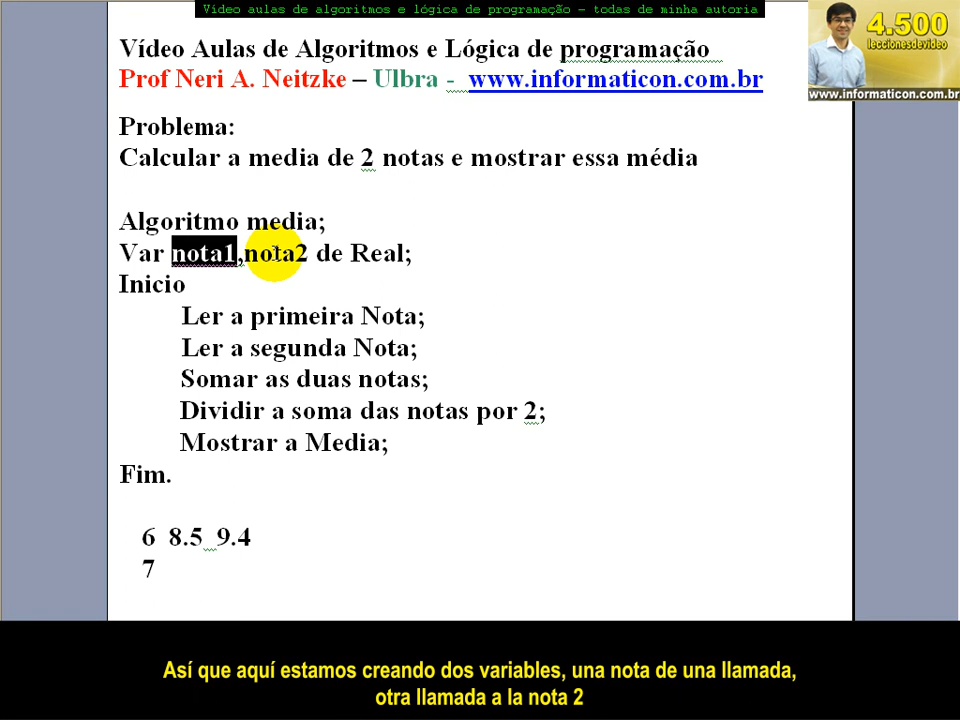 Vídeo aulas de algoritmos e lógica de programação – todas de minha autoria
4.500
leccionesdevideo
www.informaticon.com.br
Vídeo Aulas de Algoritmos e Lógica de programação
Prof Neri A. Neitzke – Ulbra - www.informaticon.com.br
Problema:
Calcular a media de 2 notas e mostrar essa média
Algoritmo media;
Var nota1,nota2 de Real;
Inicio
Ler a primeira Nota;
Ler a segunda Nota;
Somar as duas notas;
Dividir a soma das notas por 2;
Mostrar a Media;
Fim.
6 8.5 9.4
7
Así que aquí estamos creando dos variables, una nota de una llamada,
otra llamada a la nota 2